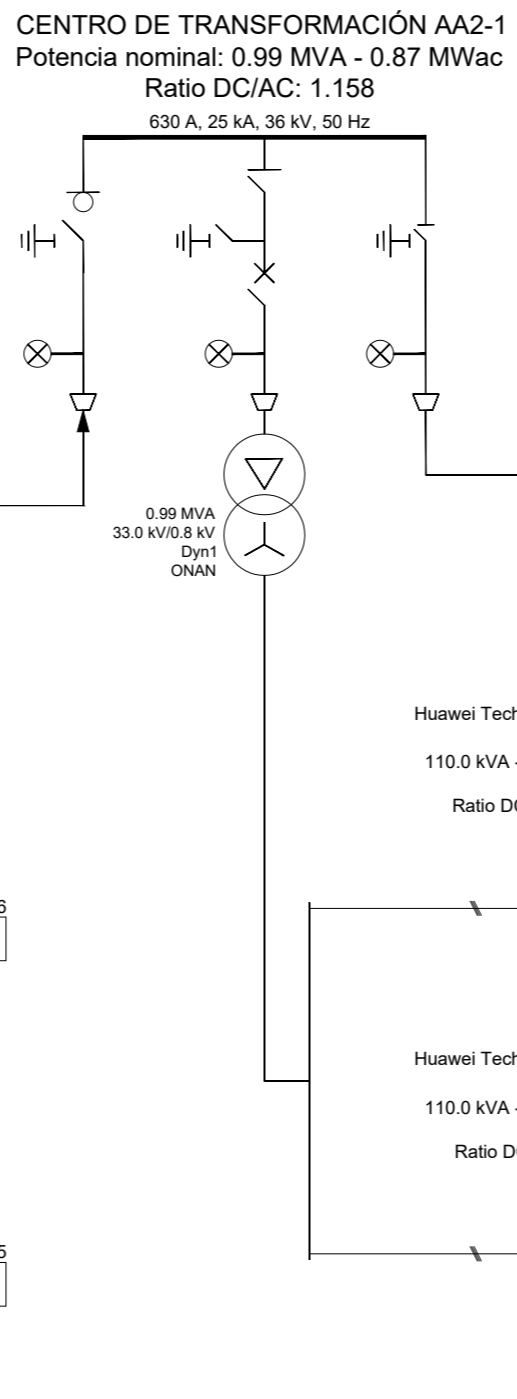 CENTRO DE TRANSFORMACIÓN AA2-1
Potencia nominal: 0.99 MVA - 0.87 MWac
Ratio DC/AC: 1.158
630 A, 25 kA, 36 kV, 50 Hz
0.99 MVA
33.0 kV/0.8 kV
Dyn1
ONAN
Huawei Tech
110.0 kVA -
Ratio D
6
Huawei Tech
110.0 kVA -
Ratio D
5